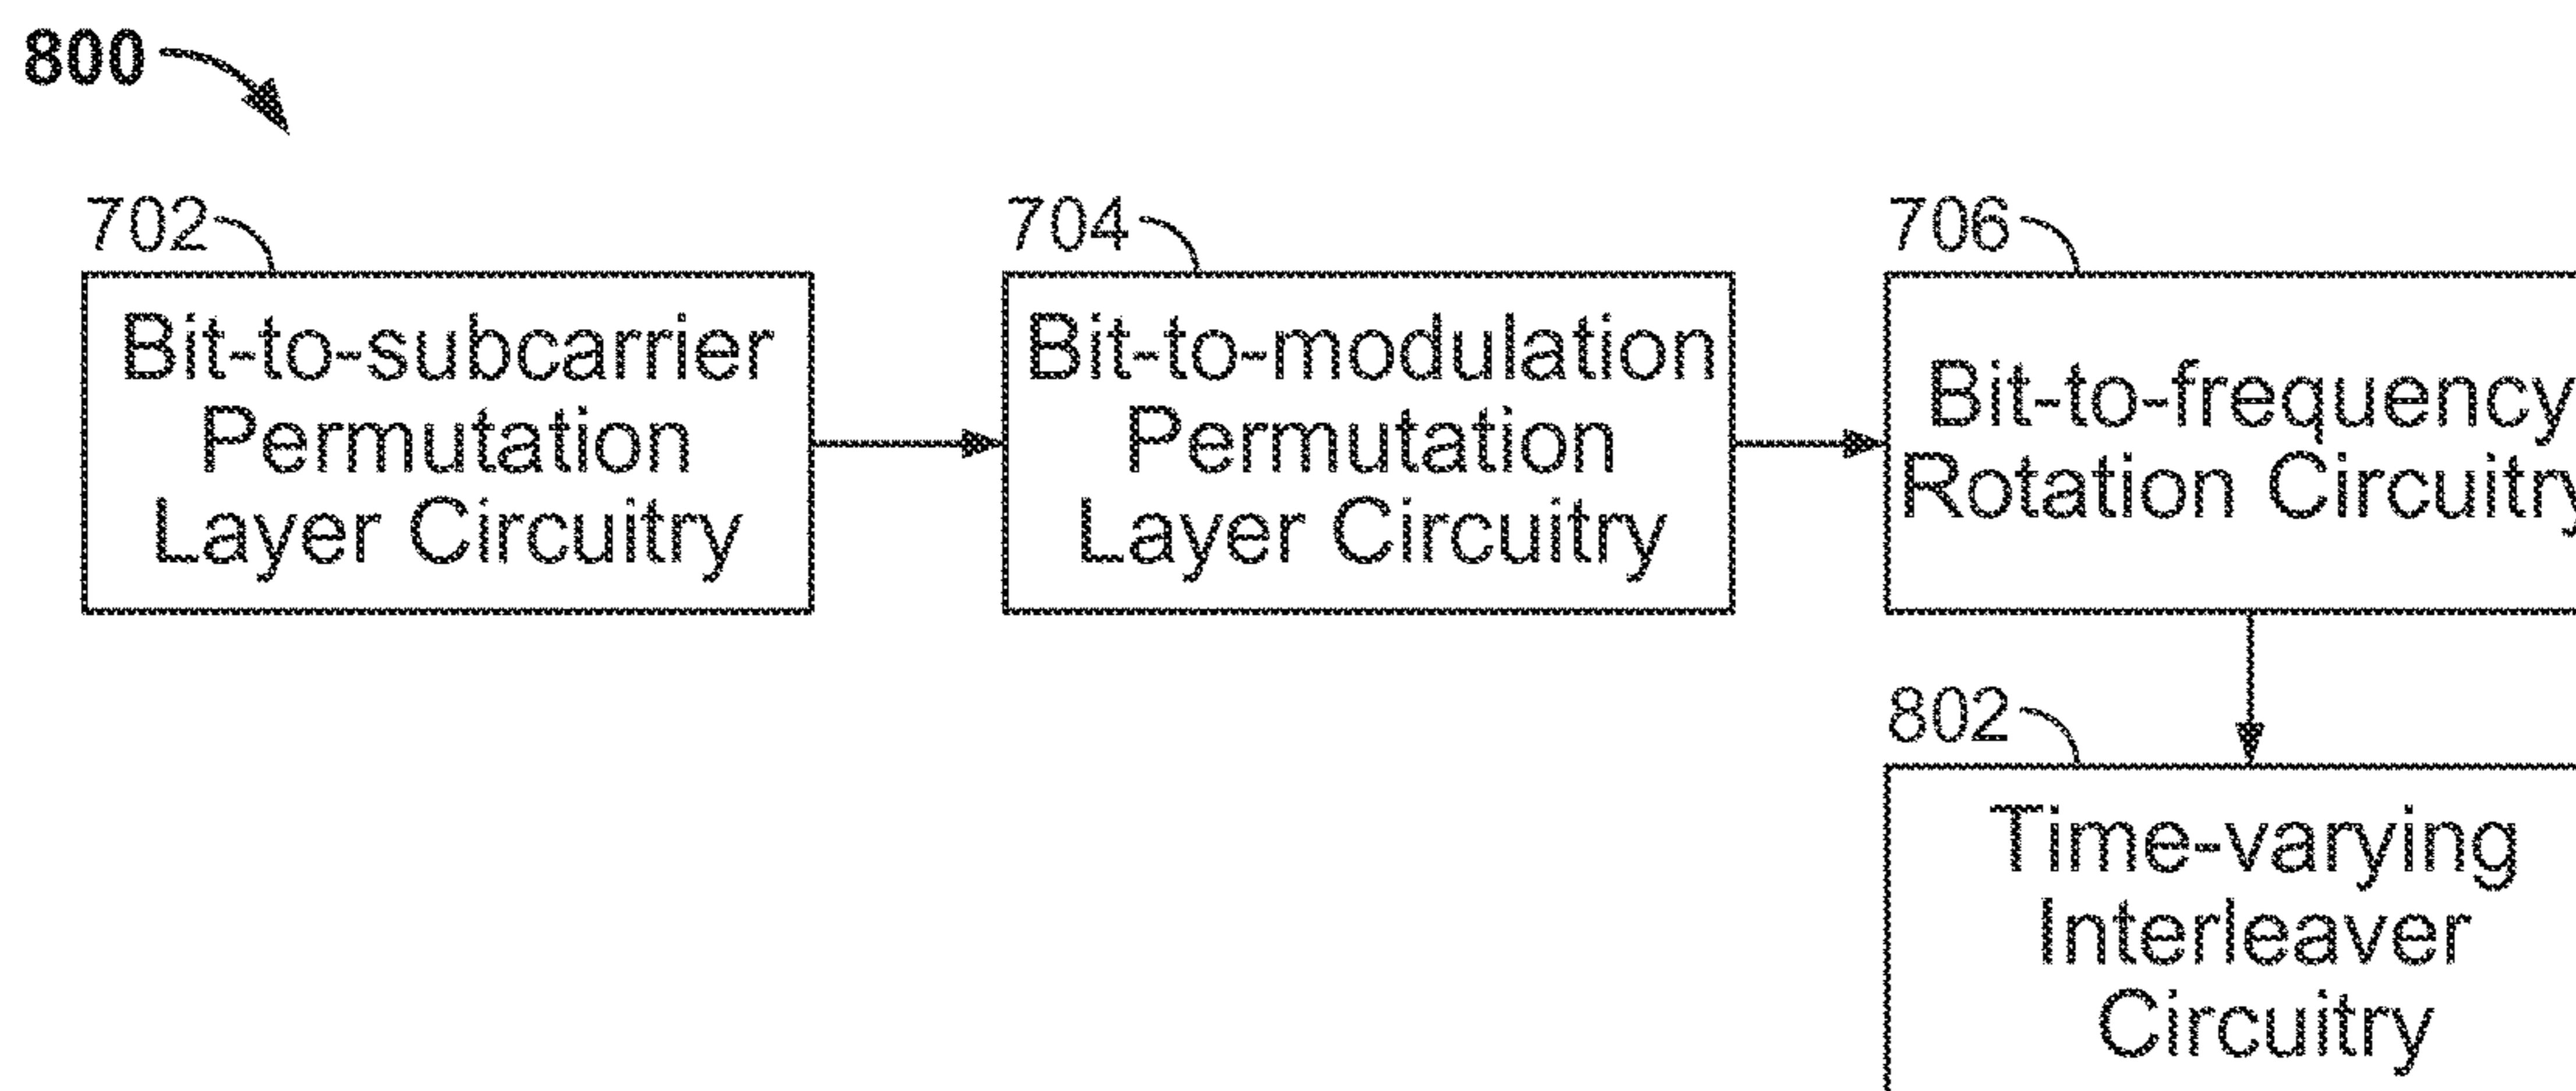 800
702
Bit-to-subcarrier
Permutation
Layer Circuitry
704
Bit-to-modulation
Permutation
Layer Circuitry
706
Bit-to-frequency
Rotation Circuitry
802
Time-varying
Interleaver
Circuitry